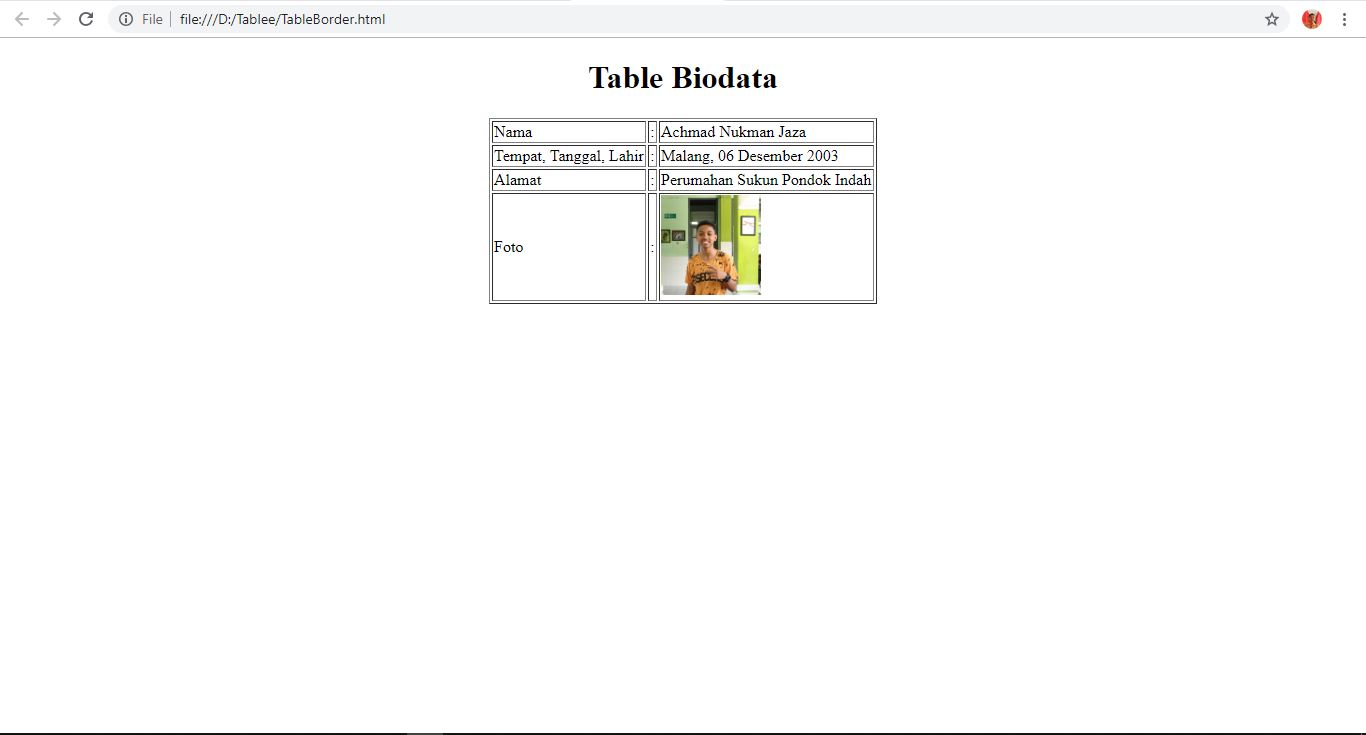 File | file:///D:/Tablee/TableBorder.html
Table Biodata
Nama : Achmad Nukman Jaza
Tempat, Tanggal, Lahir : Malang, 06 Desember 2003
Alamat : Perumahan Sukun Pondok Indah
Foto :